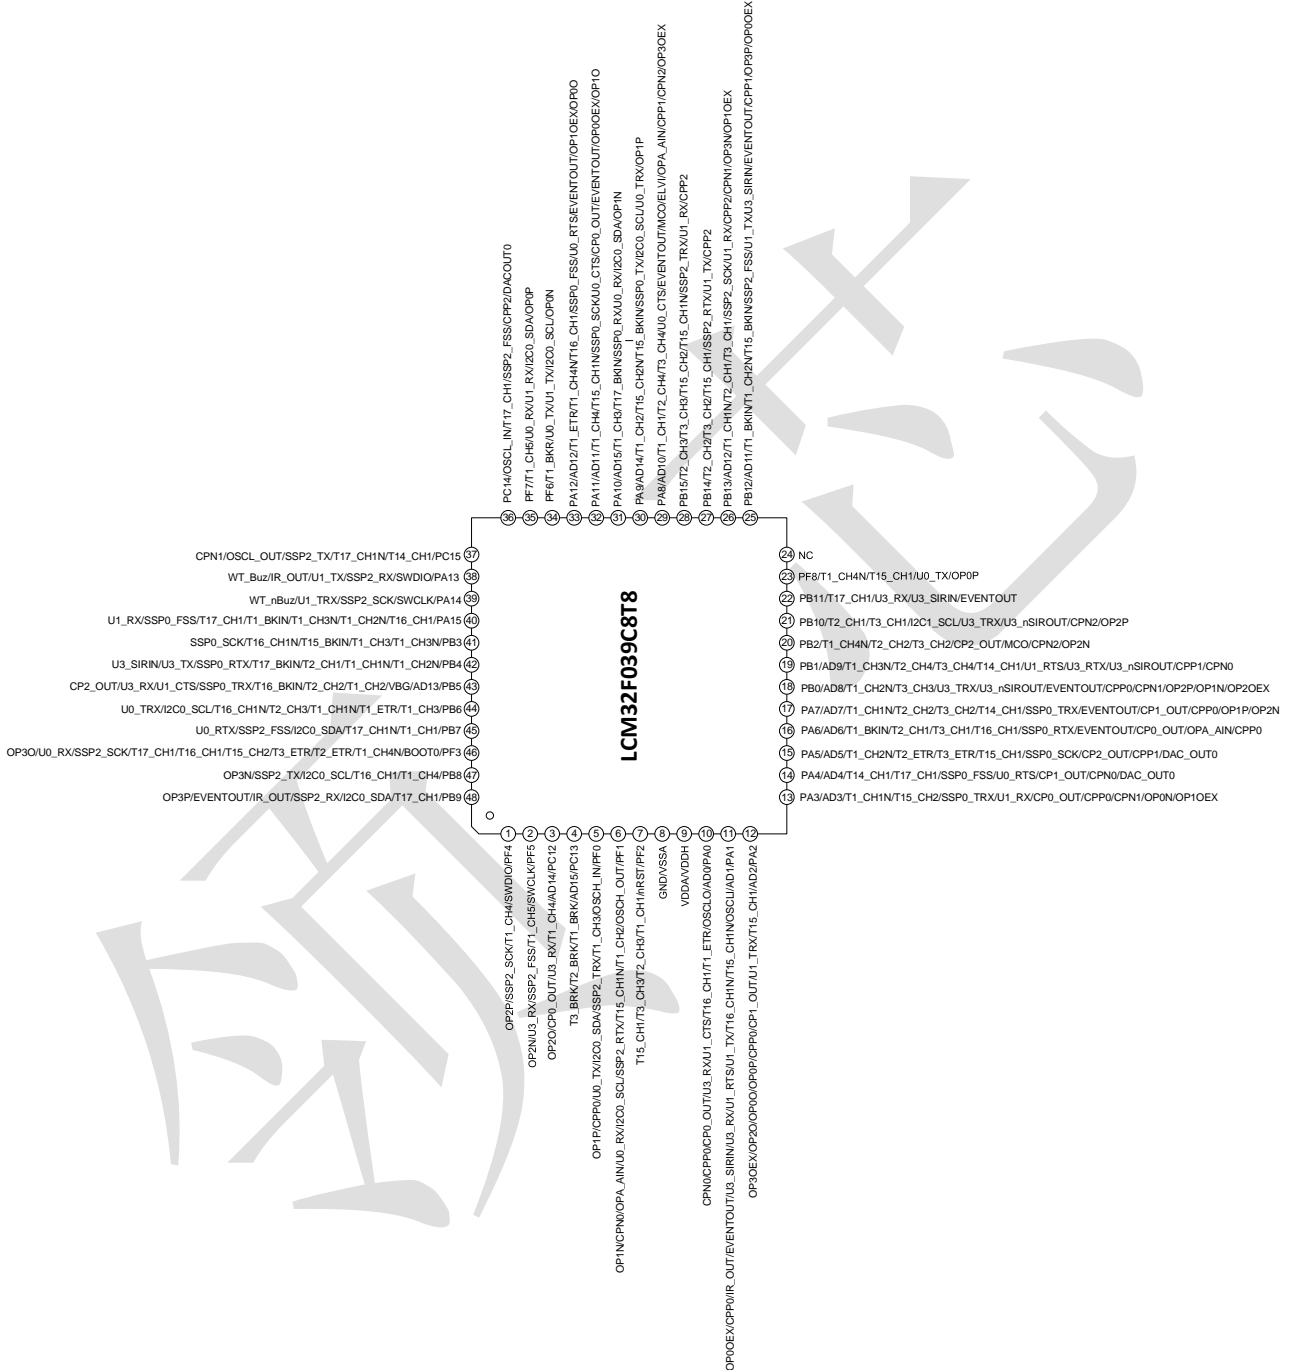 PC14/OSCL_IN/T17_CH1/SSP2_FSS/CPP2/DACOUT0
PF7/T1_CH5/U0_RX/U1_RX/I2C0_SDA/OP0P
PF6/T1_BKR/U0_TX/U1_TX/I2C0_SCL/OP0N
PA12/AD12/T1_ETR/T1_CH4N/T16_CH1/SSP0_FSS/U0_RTS/EVENTOUT/OP1OEX/OP0O
PA11/AD11/T1_CH4/T15_CH1N/SSP0_SCK/U0_CTS/CP0_OUT/EVENTOUT/OP0OEX/OP1O
PA10/AD15/T1_CH3/T17_BKIN/SSP0_RX/U0_RX/I2C0_SDA/OP1N
PA9/AD14/T1_CH2/T15_CH2N/T15_BKIN/SSP0_TX/I2C0_SCL/U0_TRX/OP1P
PA8/AD10/T1_CH1/T2_CH4/T3_CH4/U0_CTS/EVENTOUT/MCO/ELVI/OPA_AIN/CPP1/CPN2/OP3OEX
PB15/T2_CH3/T3_CH3/T15_CH2/T15_CH1N/SSP2_TRX/U1_RX/CPP2
PB14/T2_CH2/T3_CH2/T15_CH1/SSP2_RTX/U1_TX/CPP2
PB13/AD12/T1_CH1N/T2_CH1/T3_CH1/SSP2_SCK/U1_RX/CPP2/CPN1/OP3N/OP1OEX
PB12/AD11/T1_BKIN/T1_CH2N/T15_BKIN/SSP2_FSS/U1_TX/U3_SIRIN/EVENTOUT/CPP1/OP3P/OP0OEX
36 35 34 33 32 31 30 29 28 27 26 25
CPN1/OSCL_OUT/SSP2_TX/T17_CH1N/T14_CH1/PC15 37
WT_Buz/IR_OUT/U1_TX/SSP2_RX/SWDIO/PA13 38
WT_nBuz/U1_TRX/SSP2_SCK/SWCLK/PA14 39
U1_RX/SSP0_FSS/T17_CH1/T1_BKIN/T1_CH3N/T1_CH2N/T16_CH1/PA15 40
SSP0_SCK/T16_CH1N/T15_BKIN/T1_CH3/T1_CH3N/PB3 41
U3_SIRIN/U3_TX/SSP0_RTX/T17_BKIN/T2_CH1/T1_CH1N/T1_CH2N/PB4 42
CP2_OUT/U3_RX/U1_CTS/SSP0_TRX/T16_BKIN/T2_CH2/T1_CH2/VBG/AD13/PB5 43
U0_TRX/I2C0_SCL/T16_CH1N/T2_CH3/T1_CH1N/T1_ETR/T1_CH3/PB6 44
U0_RTX/SSP2_FSS/I2C0_SDA/T17_CH1N/T1_CH1/PB7 45
OP3O/U0_RX/SSP2_SCK/T17_CH1/T16_CH1/T15_CH2/T3_ETR/T2_ETR/T1_CH4N/BOOT0/PF3 46
OP3N/SSP2_TX/I2C0_SCL/T16_CH1/T1_CH4/PB8 47
OP3P/EVENTOUT/IR_OUT/SSP2_RX/I2C0_SDA/T17_CH1/PB9 48
LCM32F039C8T8
24 NC
23 PF8/T1_CH4N/T15_CH1/U0_TX/OP0P
22 PB11/T17_CH1/U3_RX/U3_SIRIN/EVENTOUT
21 PB10/T2_CH1/T3_CH1/I2C1_SCL/U3_TRX/U3_nSIROUT/CPN2/OP2P
20 PB2/T1_CH4N/T2_CH2/T3_CH2/CP2_OUT/MCO/CPN2/OP2N
19 PB1/AD9/T1_CH3N/T2_CH4/T3_CH4/T14_CH1/U1_RTS/U3_RTX/U3_nSIROUT/CPP1/CPN0
18 PB0/AD8/T1_CH2N/T3_CH3/U3_TRX/U3_nSIROUT/EVENTOUT/CPP0/CPN1/OP2P/OP1N/OP2OEX
17 PA7/AD7/T1_CH1N/T2_CH2/T3_CH2/T14_CH1/SSP0_TRX/EVENTOUT/CP1_OUT/CPP0/OP1P/OP2N
16 PA6/AD6/T1_BKIN/T2_CH1/T3_CH1/T16_CH1/SSP0_RTX/EVENTOUT/CP0_OUT/OPA_AIN/CPP0
15 PA5/AD5/T1_CH2N/T2_ETR/T3_ETR/T15_CH1/SSP0_SCK/CP2_OUT/CPP1/DAC_OUT0
14 PA4/AD4/T14_CH1/T17_CH1/SSP0_FSS/U0_RTS/CP1_OUT/CPN0/DAC_OUT0
13 PA3/AD3/T1_CH1N/T15_CH2/SSP0_TRX/U1_RX/CP0_OUT/CPP0/CPN1/OP0N/OP1OEX
1 2 3 4 5 6 7 8 9 10 11 12
OP2P/SSP2_SCK/T1_CH4/SWDIO/PF4
OP2N/U3_RX/SSP2_FSS/T1_CH5/SWCLK/PF5
OP2O/CP0_OUT/U3_RX/T1_CH4/AD14/PC12
T3_BRK/T2_BRK/T1_BRK/AD15/PC13
OP1P/CPP0/U0_TX/I2C0_SDA/SSP2_TRX/T1_CH3/OSCH_IN/PF0
OP1N/CPN0/OPA_AIN/U0_RX/I2C0_SCL/SSP2_RTX/T15_CH1N/T1_CH2/OSCH_OUT/PF1
T15_CH1/T3_CH3/T2_CH3/T1_CH1/nRST/PF2
GND/VSSA
VDDA/VDDH
CPN0/CPP0/CP0_OUT/U3_RX/U1_CTS/T16_CH1/T1_ETR/OSCLO/AD0/PA0
OP0OEX/CPP0/IR_OUT/EVENTOUT/U3_SIRIN/U3_RX/U1_RTS/U1_TX/T16_CH1N/T15_CH1N/OSCLI/AD1/PA1
OP3OEX/OP2O/OP0O/OP0P/CPP0/CP1_OUT/U1_TRX/T15_CH1/AD2/PA2